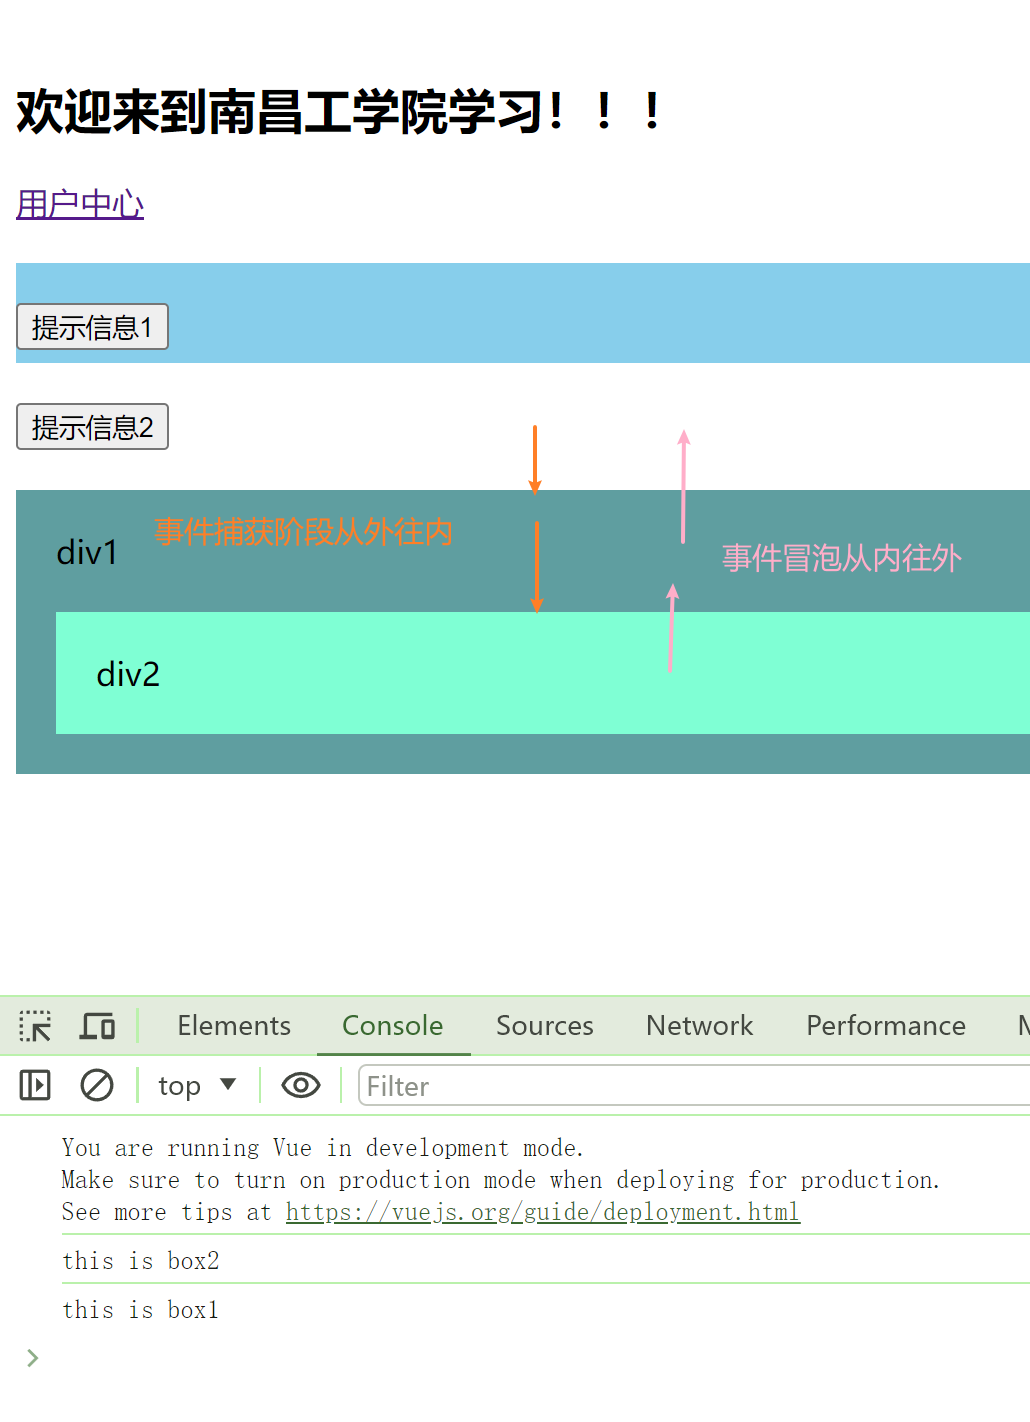 欢迎来到南昌工学院学习！！！
用户中心
提示信息1
提示信息2
事件捕获阶段从外往内
div1
事件冒泡从内往外
div2
Elements Console Sources Network Performance
top ▼ Filter
You are running Vue in development mode.
Make sure to turn on production mode when deploying for production.
See more tips at https://vuejs.org/guide/deployment.html
this is box2
this is box1